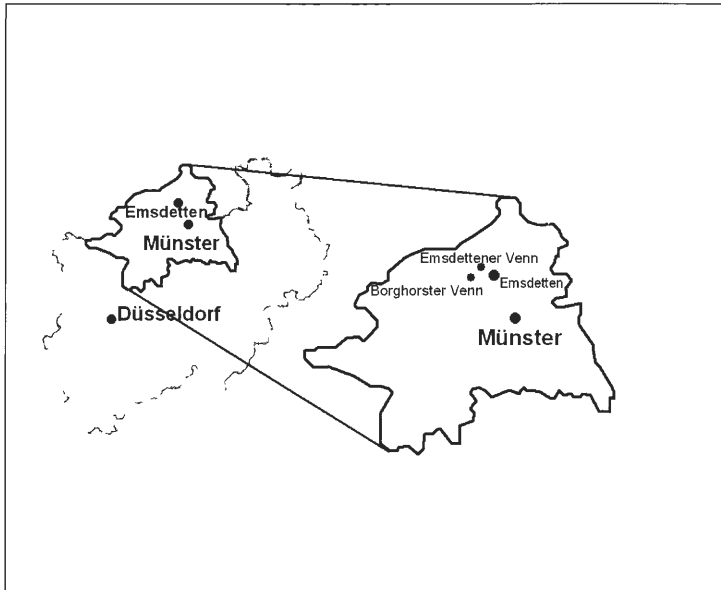 Emsdetten
Münster
Düsseldorf
Emsdettener Venn
Emsdetten
Borghorster Venn
Münster